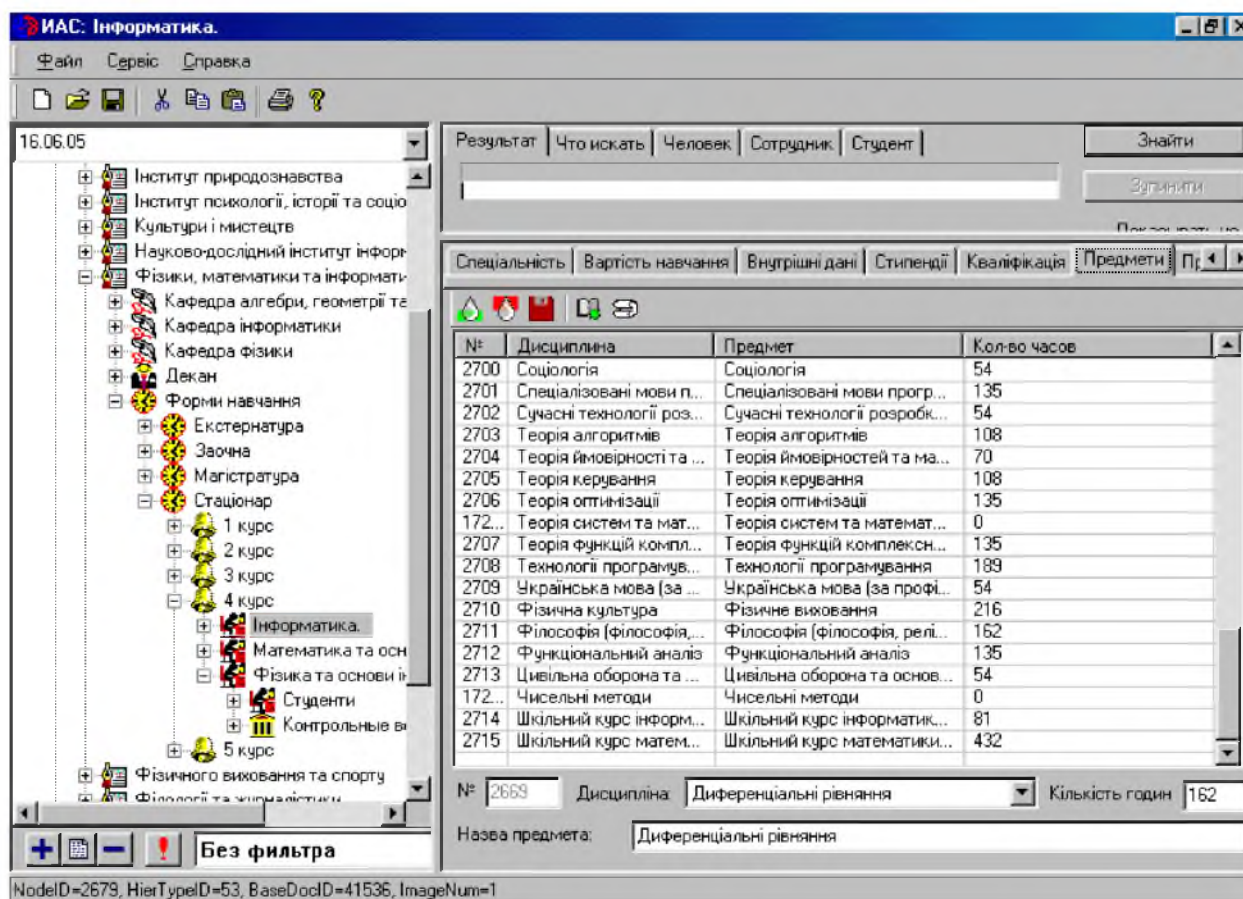 ИАС: Інформатика.
Файл Сервіс Справка
16.06.05
Інститут природознавства
Інститут психології, історії та соціо
Культури і мистецтв
Науково-дослідний інститут інформ
Фізики, математики та інформати
Кафедра алгебри, геометрії та
Кафедра інформатики
Кафедра фізики
Декан
Форми навчання
Екстернатура
Заочна
Магістратура
Стаціонар
1 курс
2 курс
3 курс
4 курс
Інформатика.
Математика та осн
Фізика та основи ін
Студенти
Контрольные в
5 курс
Фізичного виховання та спорту
Філології та журналістики
Без фильтра
Результат Что искать Человек Сотрудник Студент
Знайти
Зупинити
Показывать не
Спеціальність Вартість навчання Внутрішні дані Стипендії Кваліфікація Предмети Пр
№ Дисциплина Предмет Кол-во часов
2700 Соціологія Соціологія 54
2701 Спеціалізовані мови п... Спеціалізовані мови прогр... 135
2702 Сучасні технології роз... Сучасні технології розробк... 54
2703 Теорія алгоритмів Теорія алгоритмів 108
2704 Теорія ймовірності та ... Теорія ймовірностей та ма... 70
2705 Теорія керування Теорія керування 108
2706 Теорія оптимізації Теорія оптимізації 135
172... Теорія систем та мат... Теорія систем та математ... 0
2707 Теорія функцій компл... Теорія функцій комплексн... 135
2708 Технології програмув... Технології програмування 189
2709 Українська мова (за ... Українська мова (за профі... 54
2710 Фізична культура Фізичне виховання 216
2711 Філософія (філософія,... Філософія (філософія, релі... 162
2712 Функціональний аналіз Функціональний аналіз 135
2713 Цивільна оборона та ... Цивільна оборона та основ... 54
172... Чисельні методи Чисельні методи 0
2714 Шкільний курс інформ... Шкільний курс інформатик... 81
2715 Шкільний курс матем... Шкільний курс математики... 432
№ 2669 Дисципліна: Диференціальні рівняння Кількість годин 162
Назва предмета: Диференціальні рівняння
NodeID=2679, HierTypeID=53, BaseDocID=41536, ImageNum=1